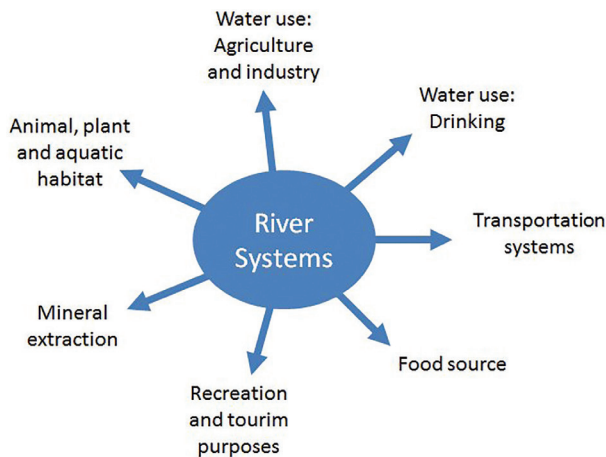 Water use:
Agriculture
and industry
Water use:
Drinking
Animal, plant
and aquatic
habitat
River
Systems
Transportation
systems
Mineral
extraction
Food source
Recreation
and tourim
purposes